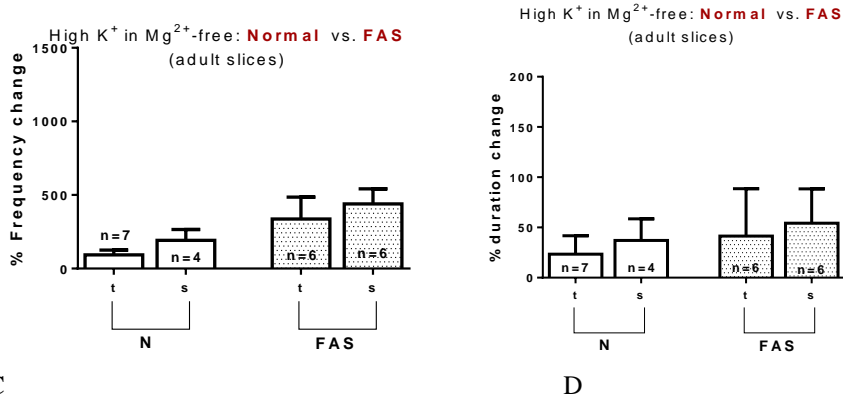 High K+ in Mg2+-free: Normal vs. FAS
(adult slices)
% Frequency change
1500
1000
500
0
n=7
n=4
n=6
n=6
t
s
t
s
N
FAS
High K+ in Mg2+-free: Normal vs. FAS
(adult slices)
%duration change
200
150
100
50
0
n=7
n=4
n=6
n=6
t
s
t
s
N
FAS
D